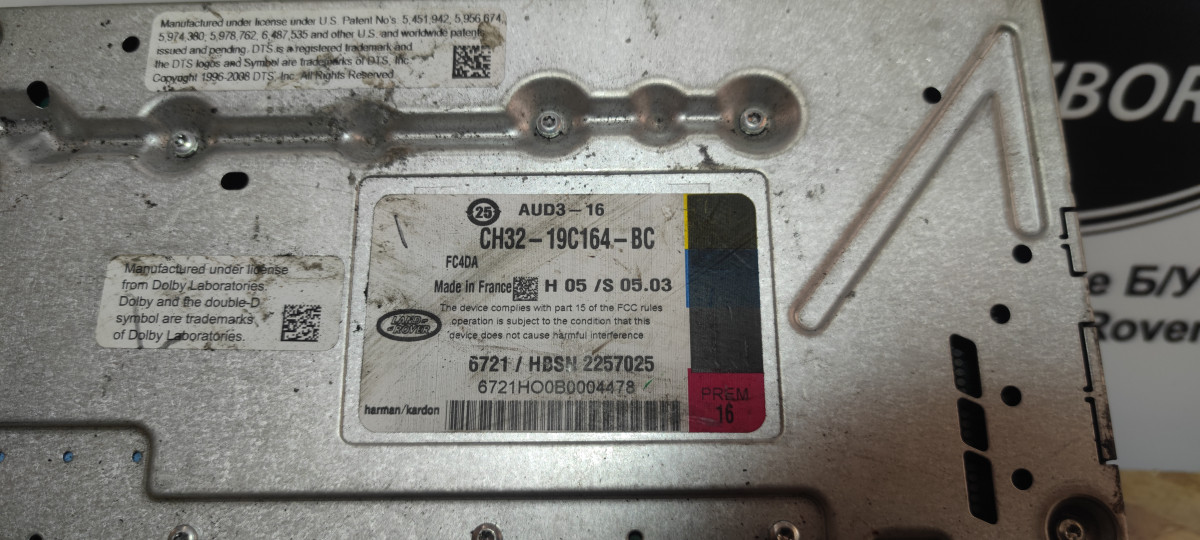 Manufactured under license under U.S. Patent No's 5,451,942, 5,956,674,
5,974,380, 5,978,762, 6,487,535 and other U.S. and worldwide patents
issued and pending. DTS is a registered trademark and
the DTS logos and Symbol are trademarks of DTS, Inc.
Copyright 1996-2008 DTS, Inc. All Rights Reserved.
25 AUD3-16
CH32-19C164-BC
FC4DA
Made in France H 05 /S 05.03
The device complies with part 15 of the FCC rules
operation is subject to the condition that this
device does not cause harmful interference
LAND-
ROVER
6721 / HBSN 2257025
6721HO0B0004478
harman/kardon
PREM
16
Manufactured under license
from Dolby Laboratories.
Dolby and the double-D
symbol are trademarks
of Dolby Laboratories.
Б/У
Rover